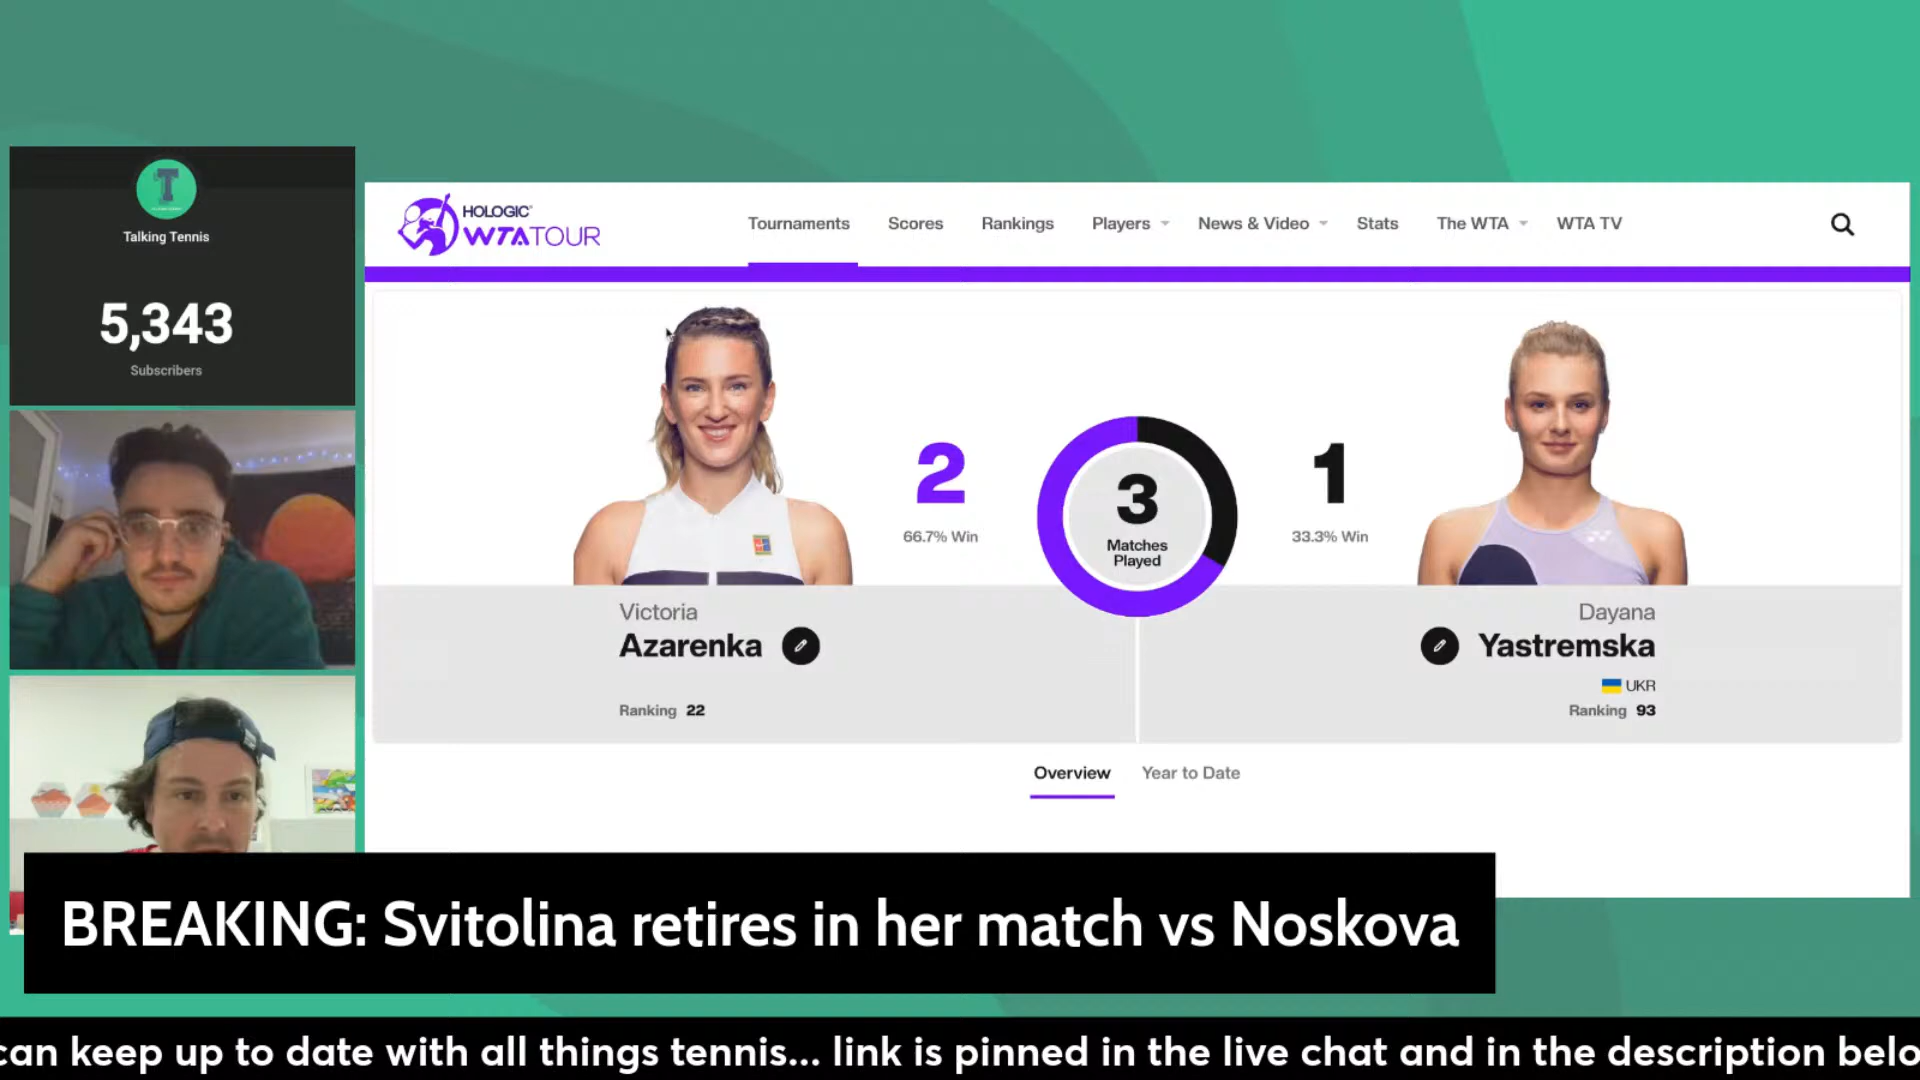 Talking Tennis
5,343
Subscribers
HOLOGIC
WTATOUR
Tournaments Scores Rankings Players News & Video Stats The WTA WTA TV
2
66.7% Win
3
Matches
Played
1
33.3% Win
Victoria
Azarenka
Ranking 22
Dayana
Yastremska
UKR
Ranking 93
Overview Year to Date
BREAKING: Svitolina retires in her match vs Noskova
can keep up to date with all things tennis... link is pinned in the live chat and in the description belo